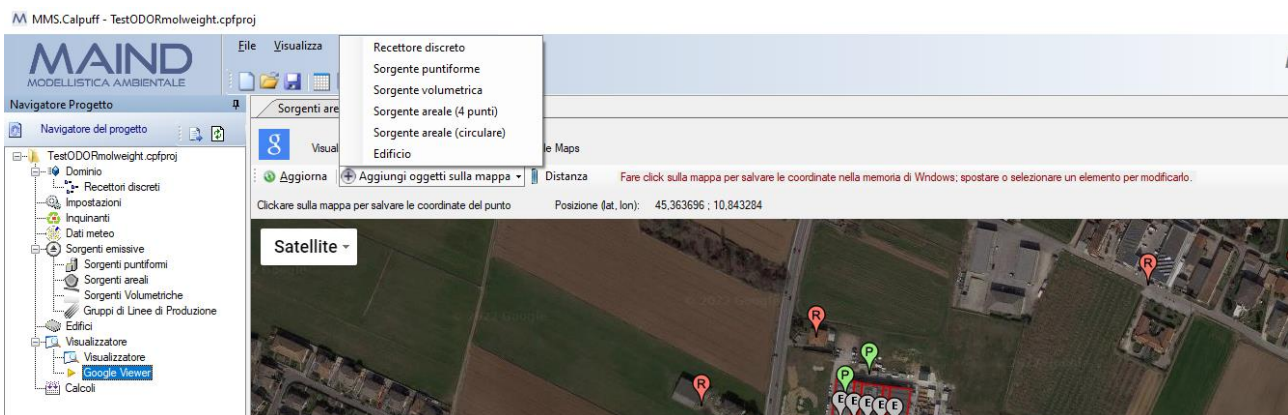 MMS.Calpuff - TestODORmolweight.cpfproj
MAIND
MODELLISTICA AMBIENTALE
File Visualizza
Recettore discreto
Sorgente puntiforme
Sorgente volumetrica
Sorgente areale (4 punti)
Sorgente areale (circolare)
Edificio
Navigatore Progetto
Navigatore del progetto
TestODORmolweight.cpfproj
Dominio
Recettori discreti
Impostazioni
Inquinanti
Dati meteo
Sorgenti emissive
Sorgenti puntiformi
Sorgenti areali
Sorgenti Volumetriche
Gruppi di Linee di Produzione
Edifici
Visualizzatore
Visualizzatore
Google Viewer
Calcoli
Sorgenti are
g Visual le Maps
Aggiorna Aggiungi oggetti sulla mappa Distanza Fare click sulla mappa per salvare le coordinate nella memoria di Wndows; spostare o selezionare un elemento per modificarlo.
Clickare sulla mappa per salvare le coordinate del punto Posizione (lat, lon): 45,363696 ; 10,843284
Satellite
R
R
P
R
P
E E E E E